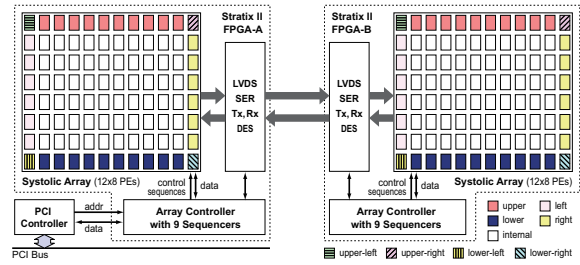 Stratix II
FPGA-A
Stratix II
FPGA-B
LVDS
SER
Tx, Rx
DES
LVDS
SER
Tx, Rx
DES
Systolic Array (12x8 PEs)
control
sequences
data
control
sequences
data
Systolic Array (12x8 PEs)
PCI
Controller
addr
data
Array Controller
with 9 Sequencers
Array Controller
with 9 Sequencers
upper
left
lower
right
internal
PCI Bus
upper-left
upper-right
lower-left
lower-right